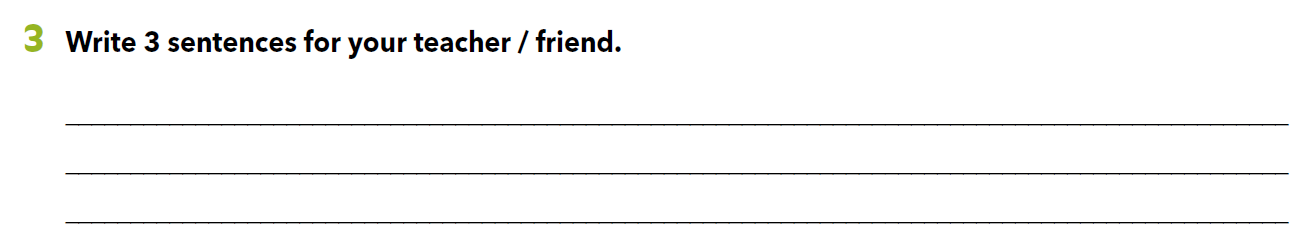 3 Write 3 sentences for your teacher / friend.